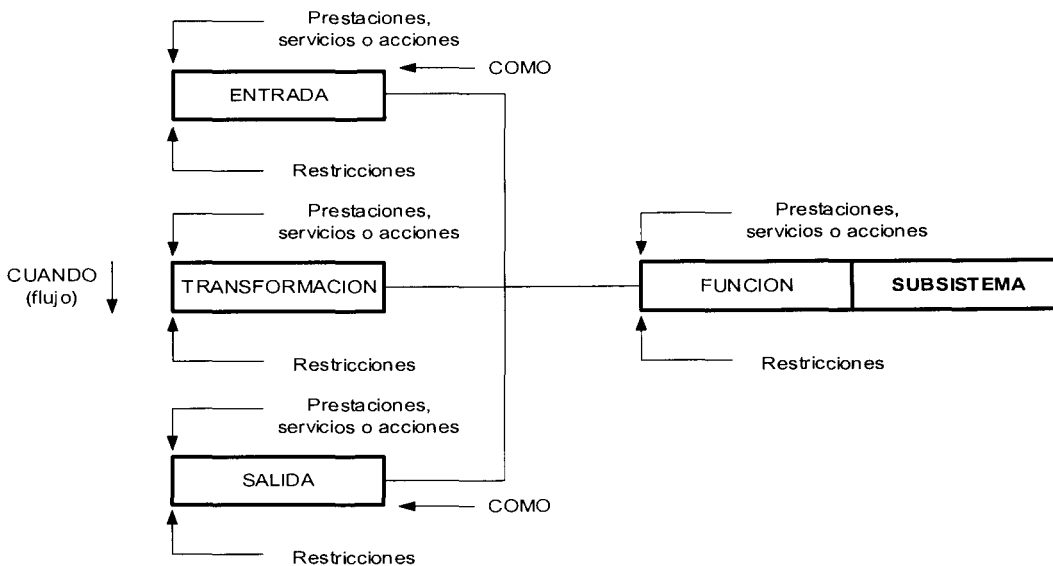 Prestaciones,
servicios o acciones
COMO
ENTRADA
Restricciones
Prestaciones,
servicios o acciones
CUANDO
(flujo)
TRANSFORMACION
Restricciones
Prestaciones,
servicios o acciones
FUNCION
SUBSISTEMA
Restricciones
Prestaciones,
servicios o acciones
SALIDA
COMO
Restricciones